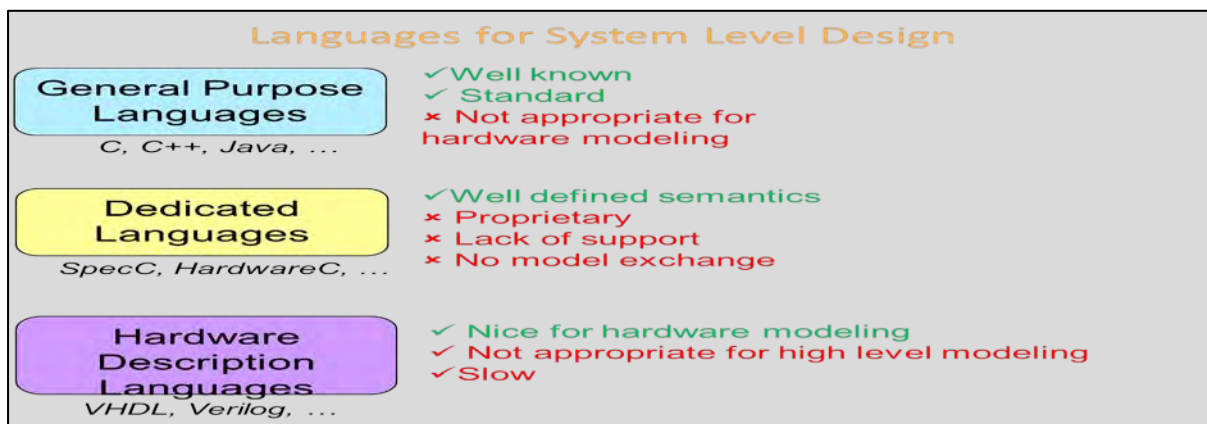 Languages for System Level Design
General Purpose
Languages
C, C++, Java, ...
✓Well known
✓ Standard
× Not appropriate for
hardware modeling
Dedicated
Languages
SpecC, HardwareC, ...
✓Well defined semantics
× Proprietary
× Lack of support
× No model exchange
Hardware
Description
Languages
VHDL, Verilog, ...
✓ Nice for hardware modeling
✓ Not appropriate for high level modeling
✓Slow